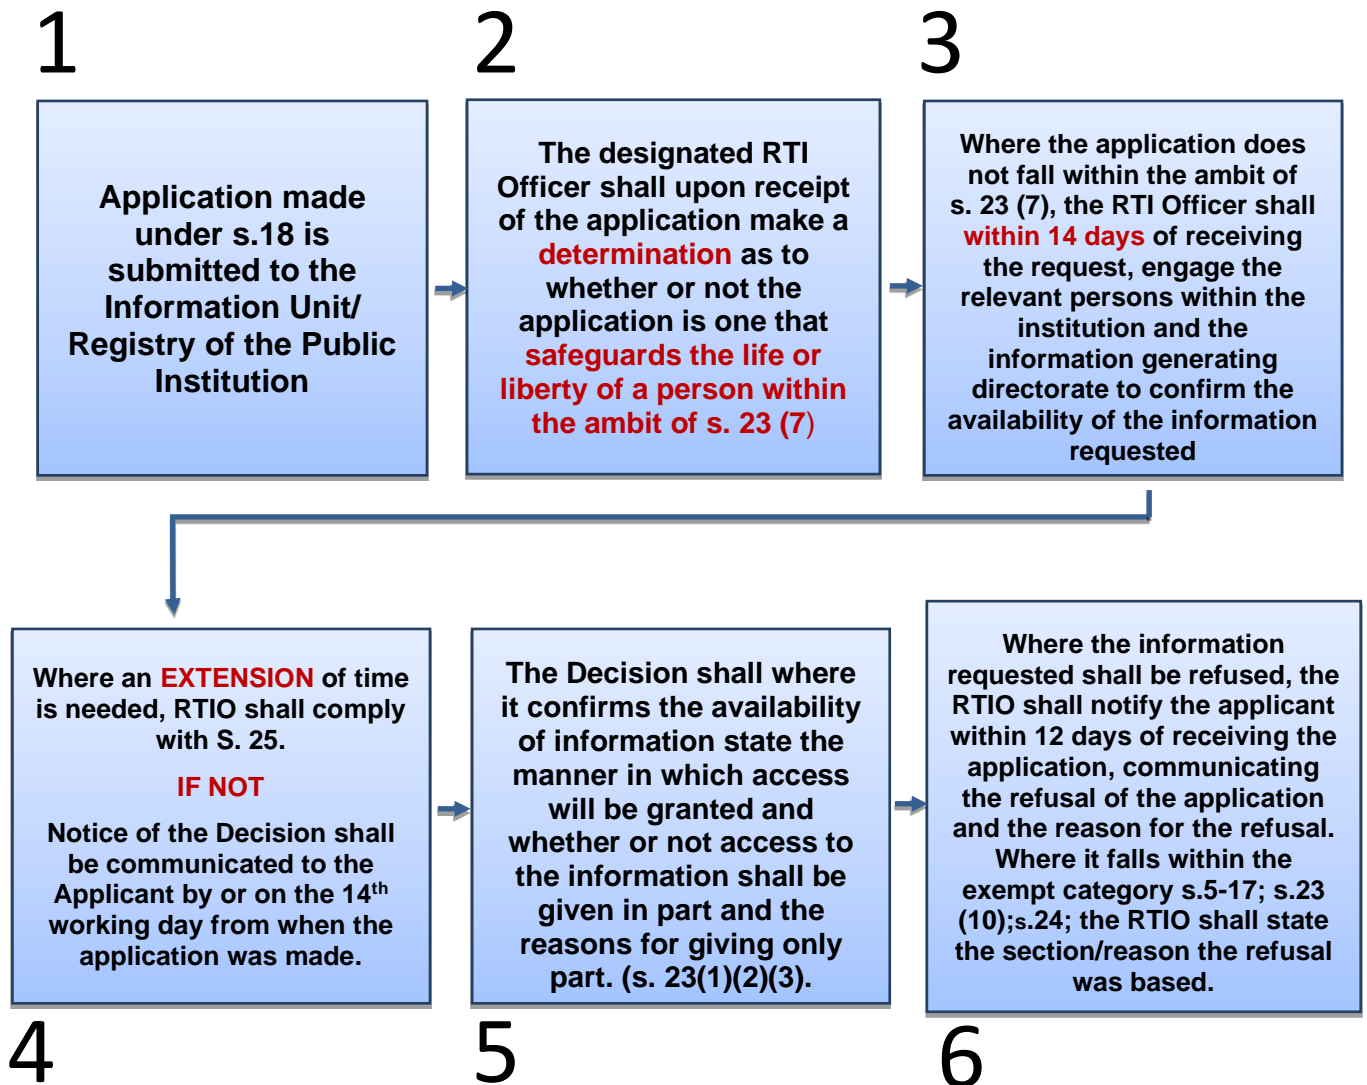 1
Application made
under s.18 is
submitted to the
Information Unit/
Registry of the Public
Institution
2
The designated RTI
Officer shall upon receipt
of the application make a
determination as to
whether or not the
application is one that
safeguards the life or
liberty of a person within
the ambit of s. 23 (7)
3
Where the application does
not fall within the ambit of
s. 23 (7), the RTI Officer shall
within 14 days of receiving
the request, engage the
relevant persons within the
institution and the
information generating
directorate to confirm the
availability of the information
requested
Where an EXTENSION of time
is needed, RTIO shall comply
with S. 25.
IF NOT
Notice of the Decision shall
be communicated to the
Applicant by or on the 14th
working day from when the
application was made.
4
The Decision shall where
it confirms the availability
of information state the
manner in which access
will be granted and
whether or not access to
the information shall be
given in part and the
reasons for giving only
part. (s. 23(1)(2)(3).
5
Where the information
requested shall be refused, the
RTIO shall notify the applicant
within 12 days of receiving the
application, communicating
the refusal of the application
and the reason for the refusal.
Where it falls within the
exempt category s.5-17; s.23
(10);s.24; the RTIO shall state
the section/reason the refusal
was based.
6